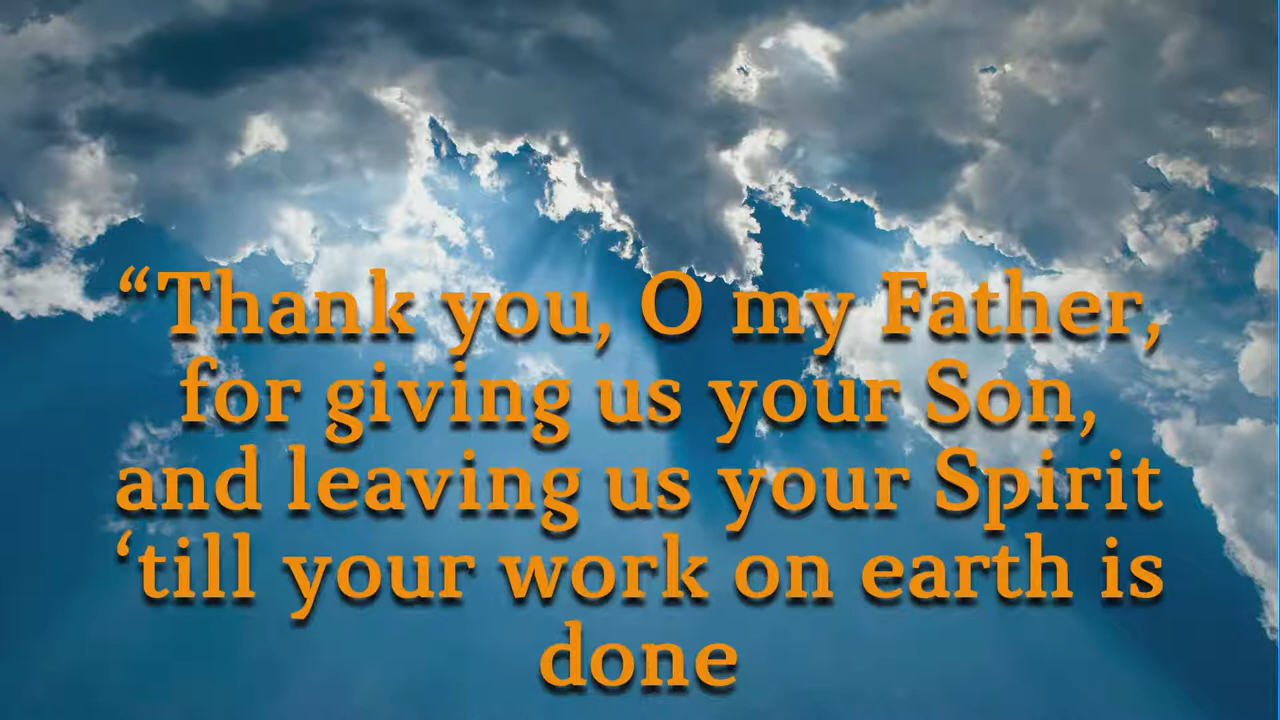 “Thank you, O my Father,
for giving us your Son,
and leaving us your Spirit
‘till your work on earth is
done